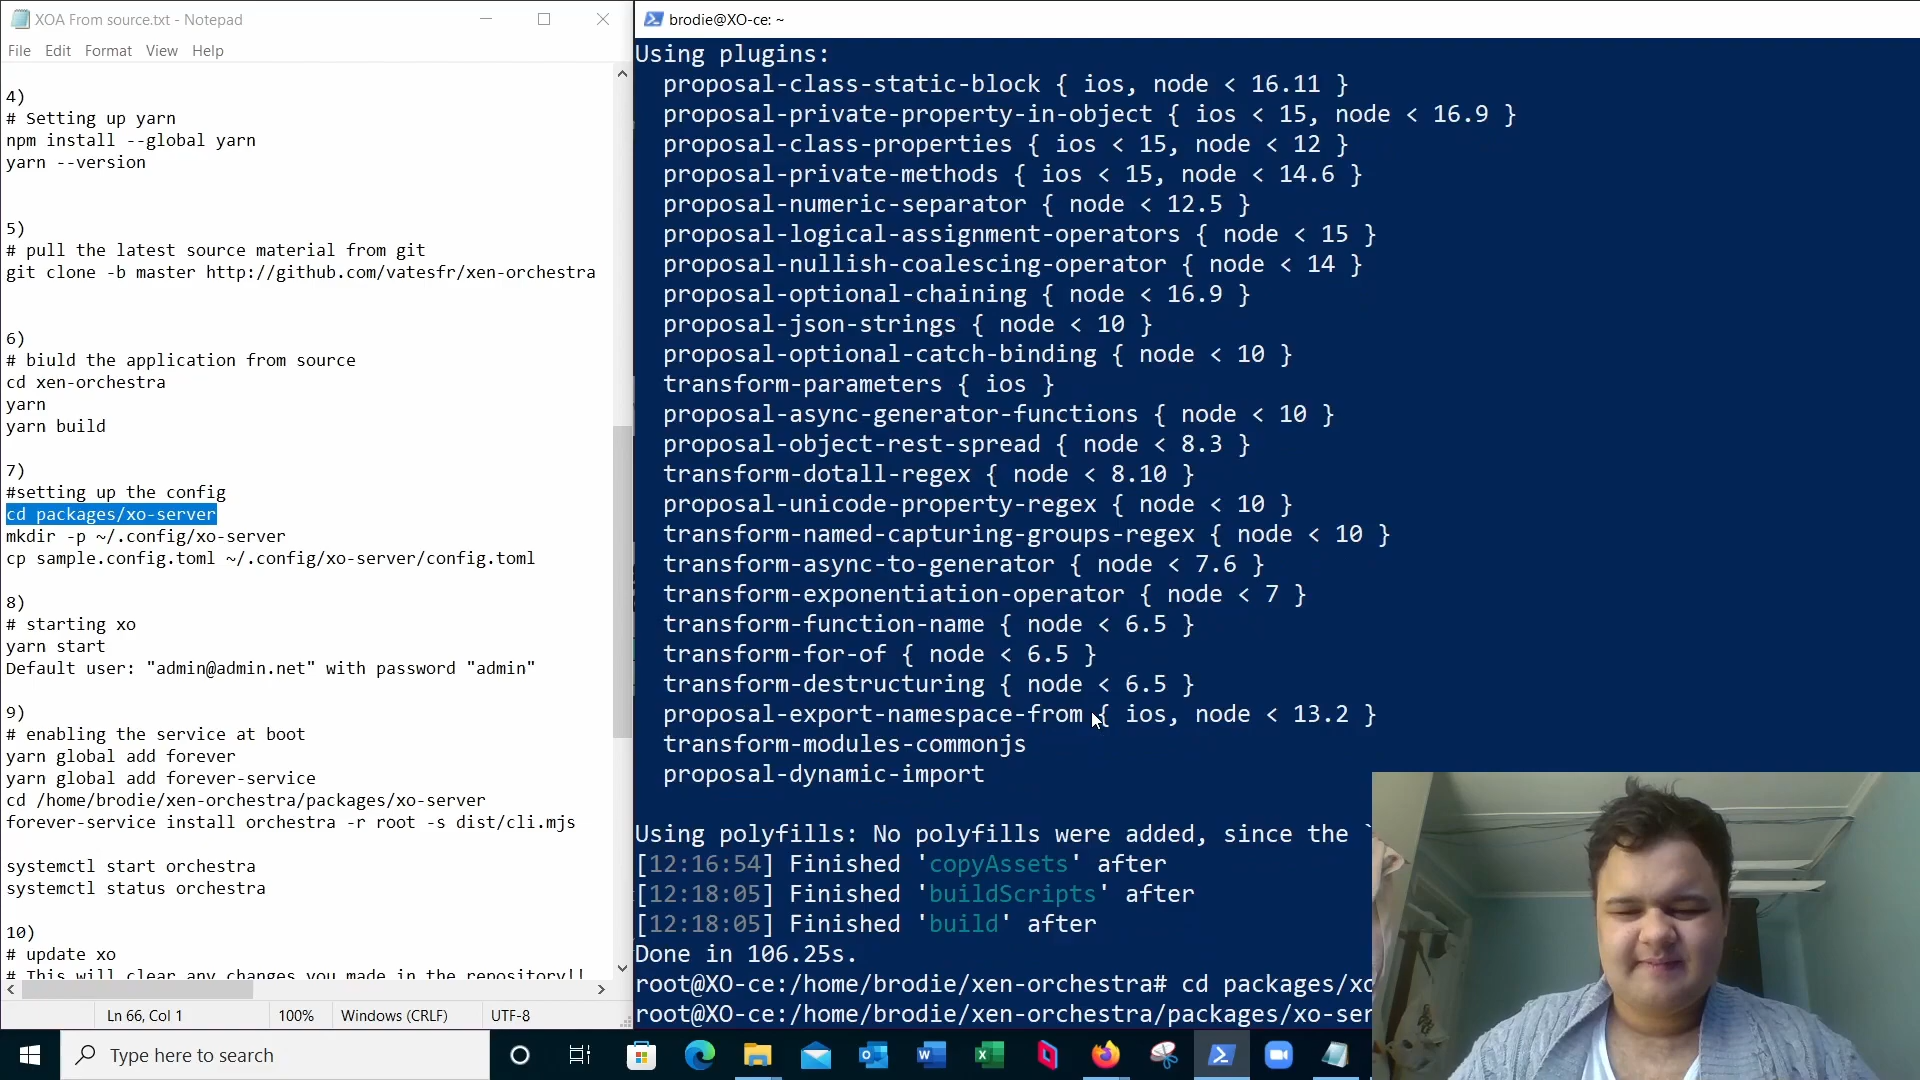 XOA From source.txt - Notepad
File Edit Format View Help
4)
# Setting up yarn
npm install --global yarn
yarn --version
5)
# pull the latest source material from git
git clone -b master http://github.com/vatesfr/xen-orchestra
6)
# biuld the application from source
cd xen-orchestra
yarn
yarn build
7)
#setting up the config
cd packages/xo-server
mkdir -p ~/.config/xo-server
cp sample.config.toml ~/.config/xo-server/config.toml
8)
# starting xo
yarn start
Default user: "admin@admin.net" with password "admin"
9)
# enabling the service at boot
yarn global add forever
yarn global add forever-service
cd /home/brodie/xen-orchestra/packages/xo-server
forever-service install orchestra -r root -s dist/cli.mjs
systemctl start orchestra
systemctl status orchestra
10)
# update xo
# This will clear any changes you made in the repository!!
Ln 66, Col 1 100% Windows (CRLF) UTF-8
brodie@XO-ce: ~
Using plugins:
proposal-class-static-block { ios, node < 16.11 }
proposal-private-property-in-object { ios < 15, node < 16.9 }
proposal-class-properties { ios < 15, node < 12 }
proposal-private-methods { ios < 15, node < 14.6 }
proposal-numeric-separator { node < 12.5 }
proposal-logical-assignment-operators { node < 15 }
proposal-nullish-coalescing-operator { node < 14 }
proposal-optional-chaining { node < 16.9 }
proposal-json-strings { node < 10 }
proposal-optional-catch-binding { node < 10 }
transform-parameters { ios }
proposal-async-generator-functions { node < 10 }
proposal-object-rest-spread { node < 8.3 }
transform-dotall-regex { node < 8.10 }
proposal-unicode-property-regex { node < 10 }
transform-named-capturing-groups-regex { node < 10 }
transform-async-to-generator { node < 7.6 }
transform-exponentiation-operator { node < 7 }
transform-function-name { node < 6.5 }
transform-for-of { node < 6.5 }
transform-destructuring { node < 6.5 }
proposal-export-namespace-from { ios, node < 13.2 }
transform-modules-commonjs
proposal-dynamic-import
Using polyfills: No polyfills were added, since the `
[12:16:54] Finished 'copyAssets' after
[12:18:05] Finished 'buildScripts' after
[12:18:05] Finished 'build' after
Done in 106.25s.
root@XO-ce:/home/brodie/xen-orchestra# cd packages/xo
root@XO-ce:/home/brodie/xen-orchestra/packages/xo-ser
Type here to search